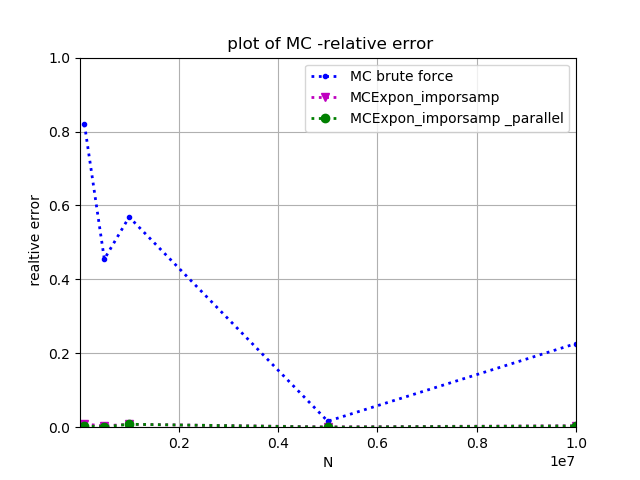 plot of MC -relative error
1.0
0.8
0.6
0.4
0.2
0.0
realtive error
MC brute force
MCExpon_imporsamp
MCExpon_imporsamp _parallel
0.2
0.4
0.6
0.8
1.0
1e7
N